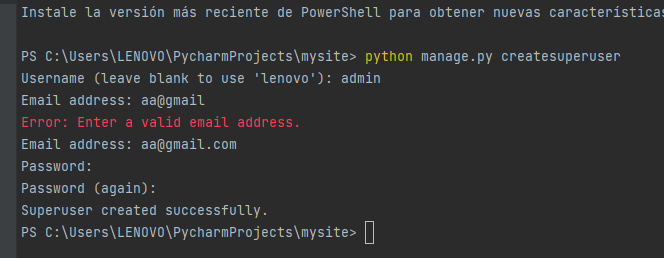 Instale la versión más reciente de PowerShell para obtener nuevas características
PS C:\Users\LENOVO\PycharmProjects\mysite> python manage.py createsuperuser
Username (leave blank to use 'lenovo'): admin
Email address: aa@gmail
Error: Enter a valid email address.
Email address: aa@gmail.com
Password:
Password (again):
Superuser created successfully.
PS C:\Users\LENOVO\PycharmProjects\mysite>